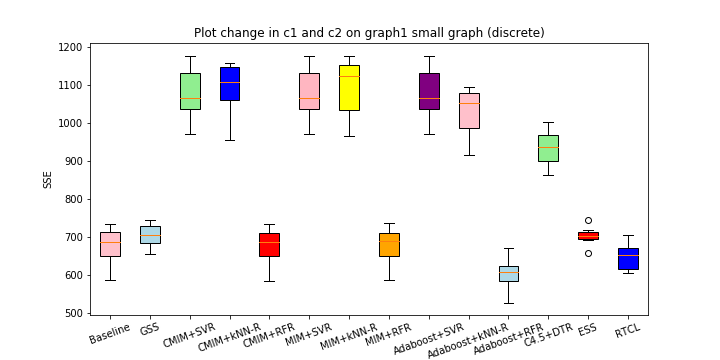 Plot change in c1 and c2 on graph1 small graph (discrete)
1200
1100
1000
900
800
700
600
500
SSE
Baseline
GSS
CMIM+SVR
CMIM+kNN-R
CMIM+RFR
MIM+SVR
MIM+kNN-R
MIM+RFR
Adaboost+SVR
Adaboost+kNN-R
Adaboost+RFR
C4.5+DTR
ESS
RTCL